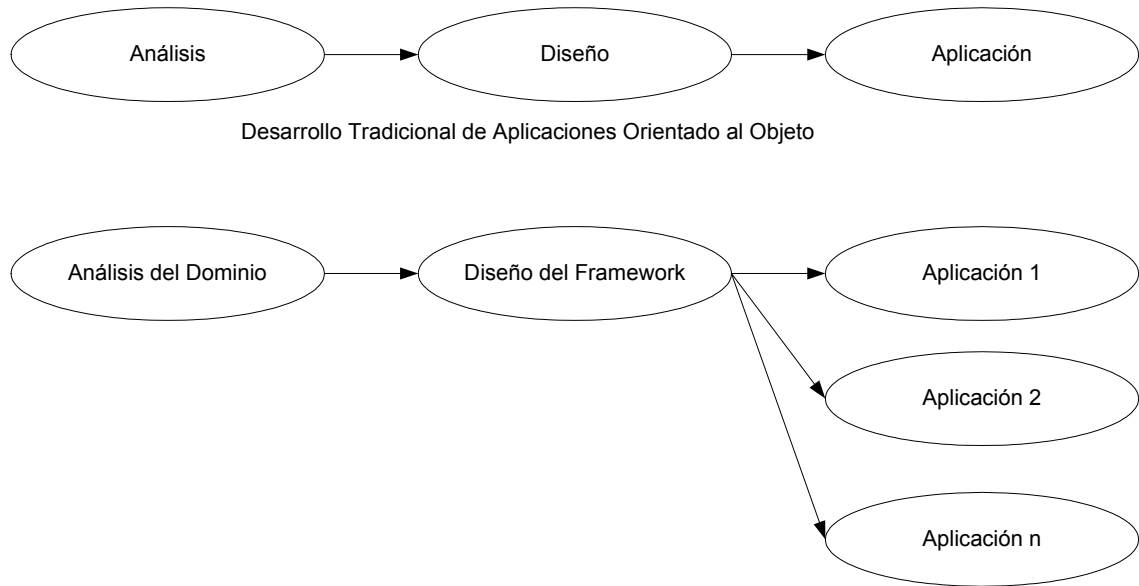 Análisis
Diseño
Aplicación
Desarrollo Tradicional de Aplicaciones Orientado al Objeto
Análisis del Dominio
Diseño del Framework
Aplicación 1
Aplicación 2
Aplicación n